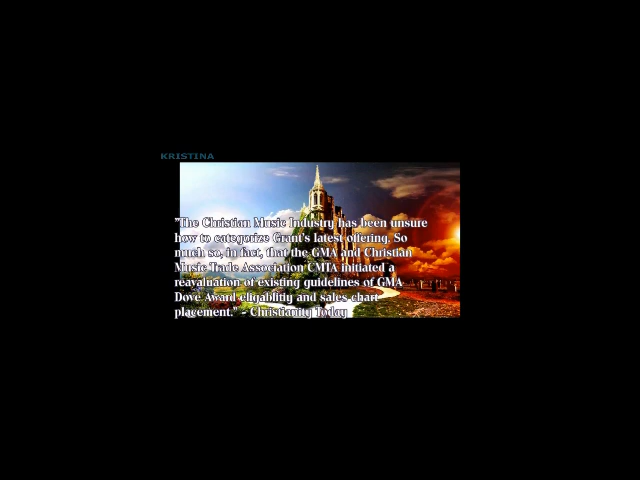 KRISTINA
"The Christian Music Industry has been unsure
how to categorize Grant's latest offering. So
much so, in fact, that the GMA and Christian
Music Trade Association CMTA initiated a
reavaluation of existing guidelines of GMA
Dove Award eligablitiy and sales chart
placement." - Christianity Today